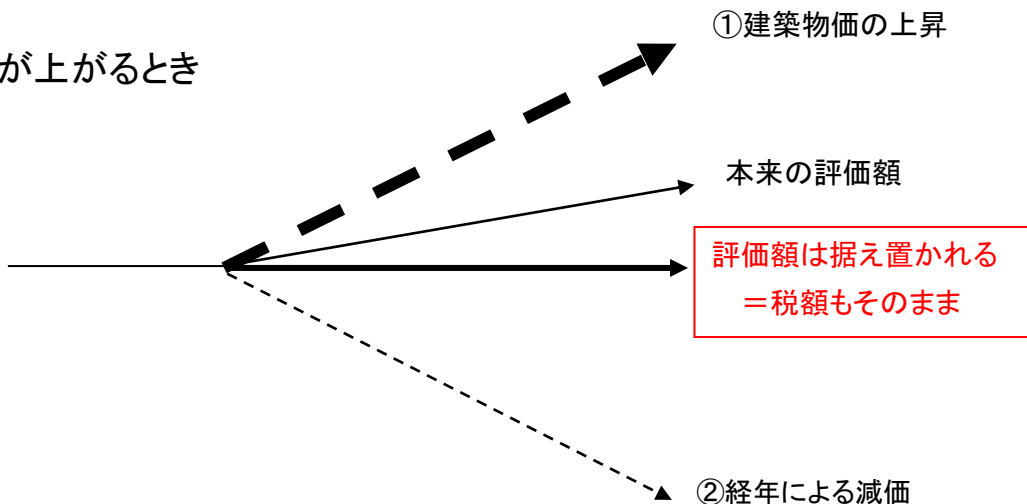 ①建築物価の上昇
が上がるとき
本来の評価額
評価額は据え置かれる
＝税額もそのまま
②経年による減価